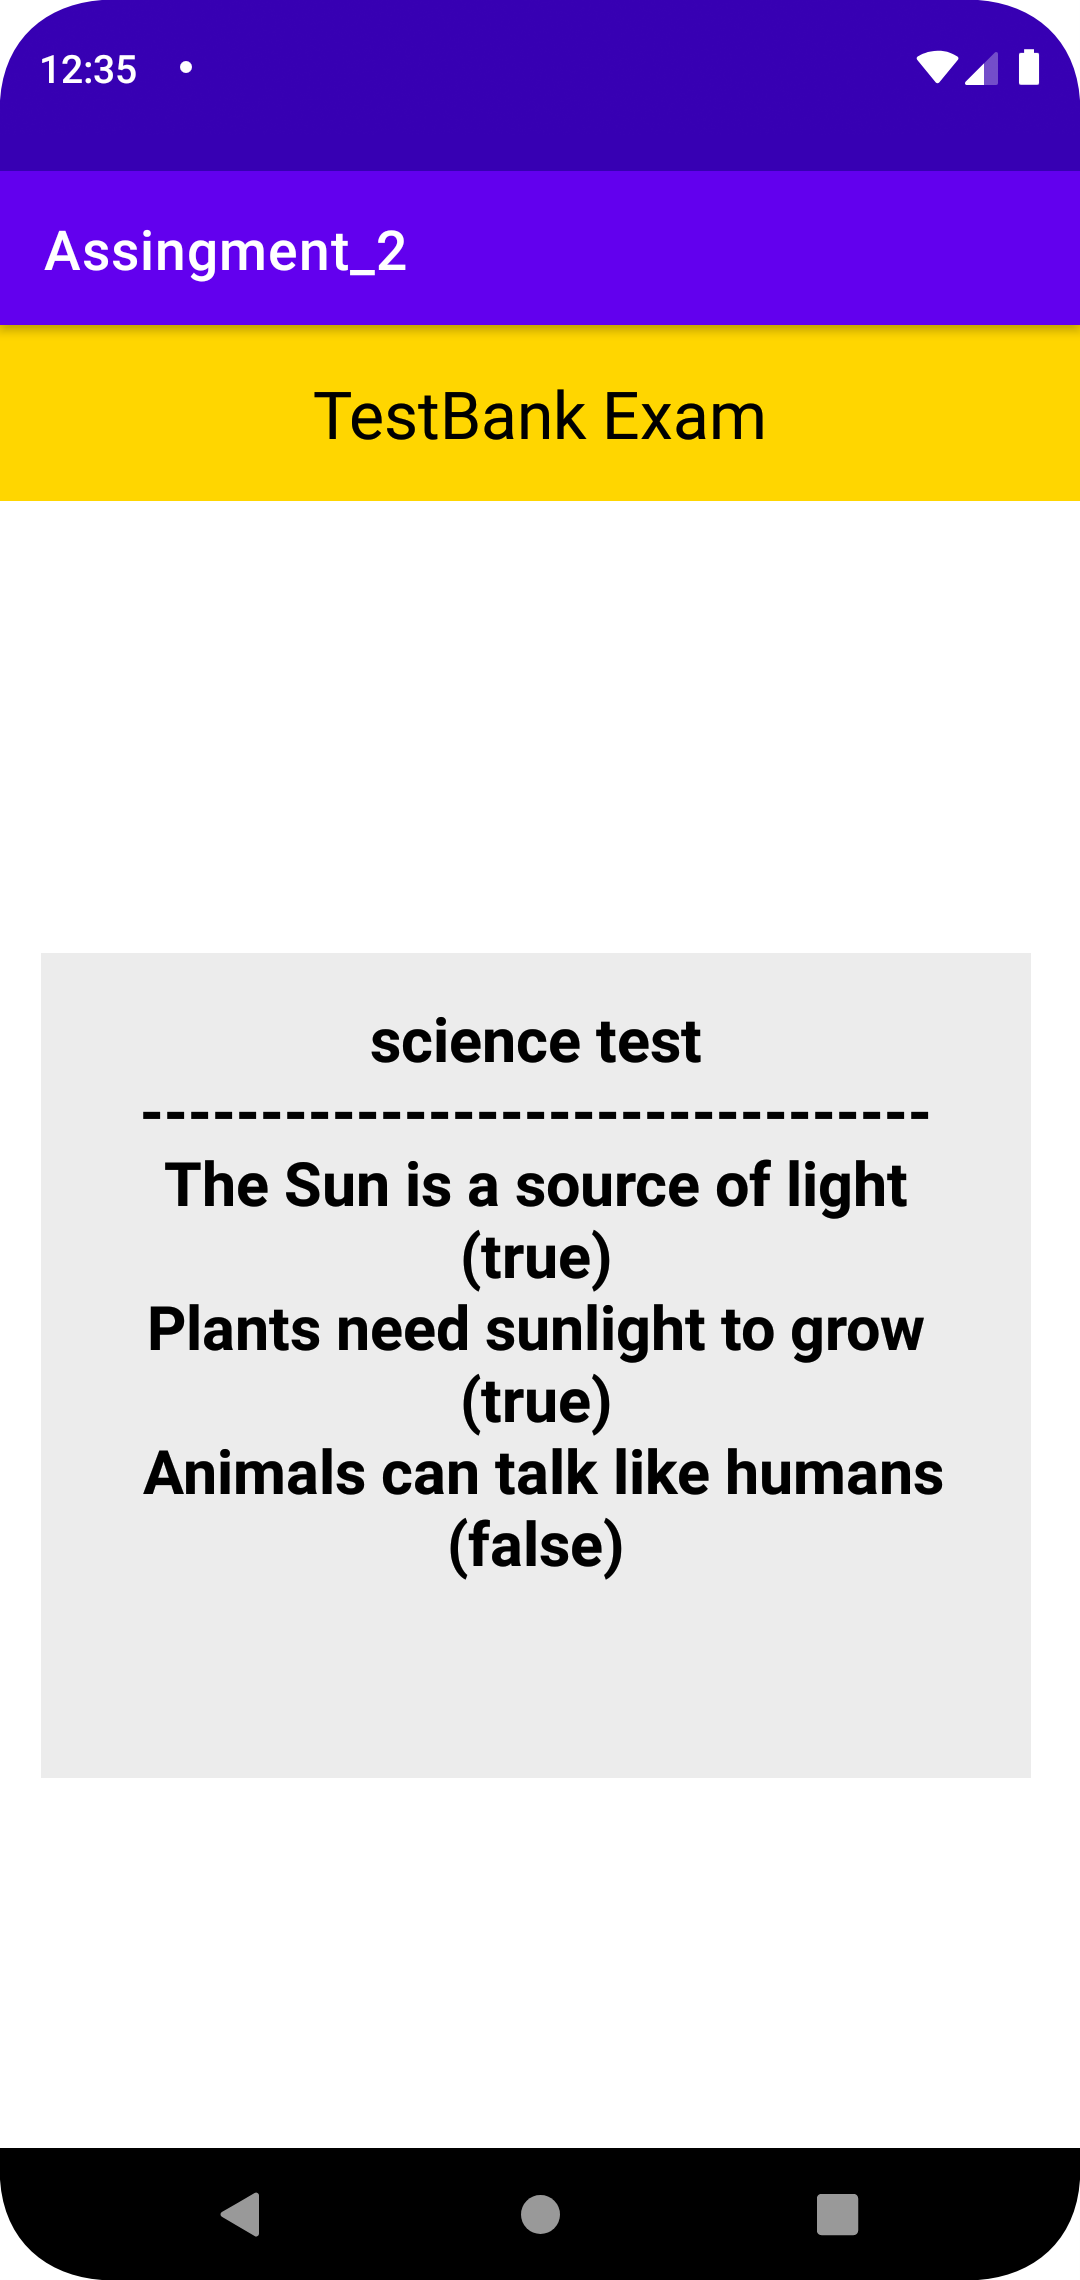 12:35
Assingment_2
TestBank Exam
science test
---------------------------------
The Sun is a source of light
(true)
Plants need sunlight to grow
(true)
Animals can talk like humans
(false)